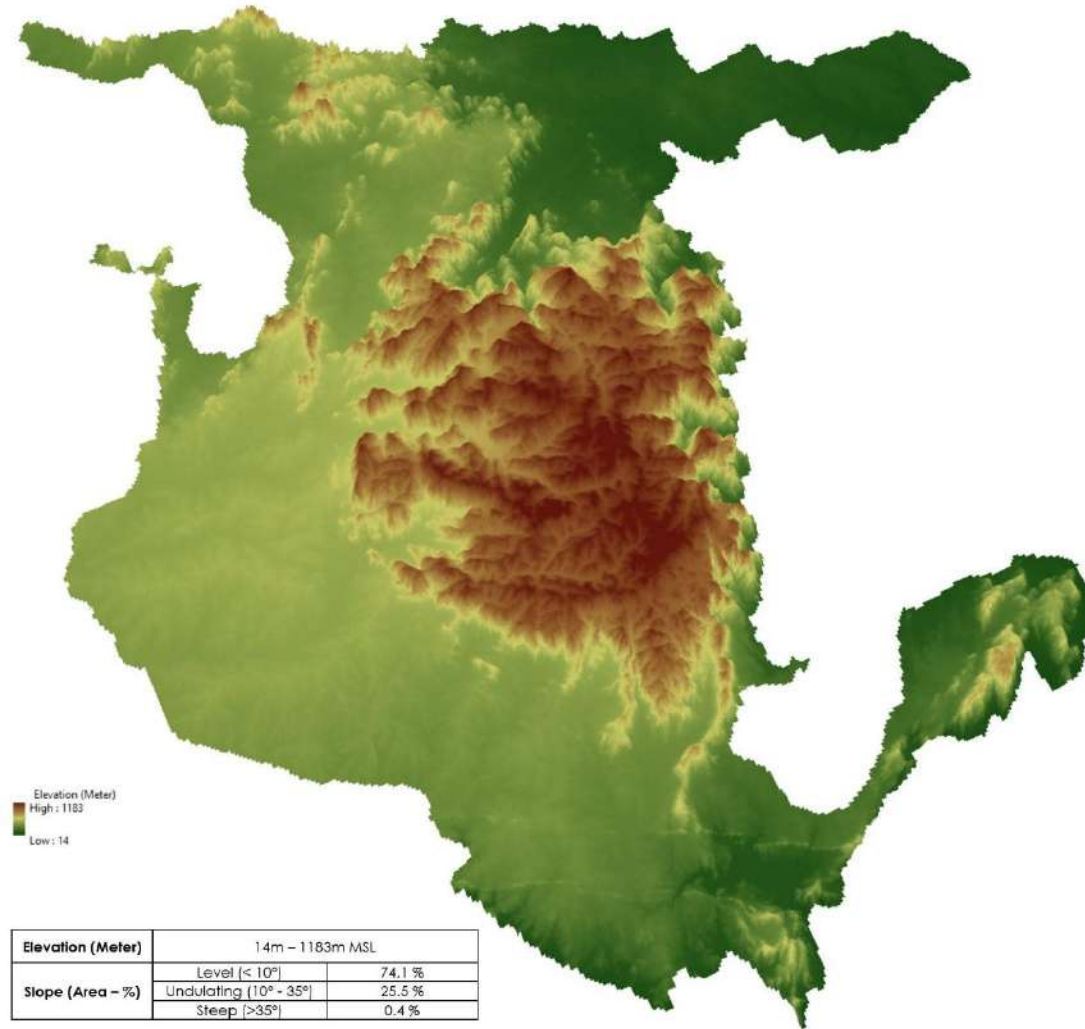 Elevation (Meter)
High : 1183
Low : 14
Elevation (Meter) 14m – 1183m MSL
Slope (Area – %) Level (< 10°) 74.1 %
Undulating (10° - 35°) 25.5 %
Steep (>35°) 0.4 %